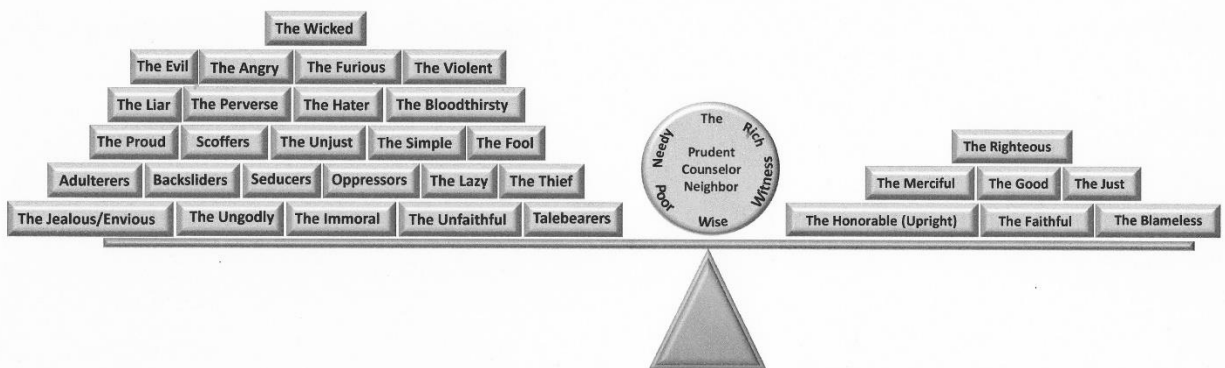 The Wicked
The Evil The Angry The Furious The Violent
The Liar The Perverse The Hater The Bloodthirsty
The Proud Scoffers The Unjust The Simple The Fool
Adulterers Backsliders Seducers Oppressors The Lazy The Thief
The Jealous/Envious The Ungodly The Immoral The Unfaithful Talebearers
The
Rich
Witness
Wise
Poor
Needy
Prudent
Counselor
Neighbor
The Righteous
The Merciful The Good The Just
The Honorable (Upright) The Faithful The Blameless